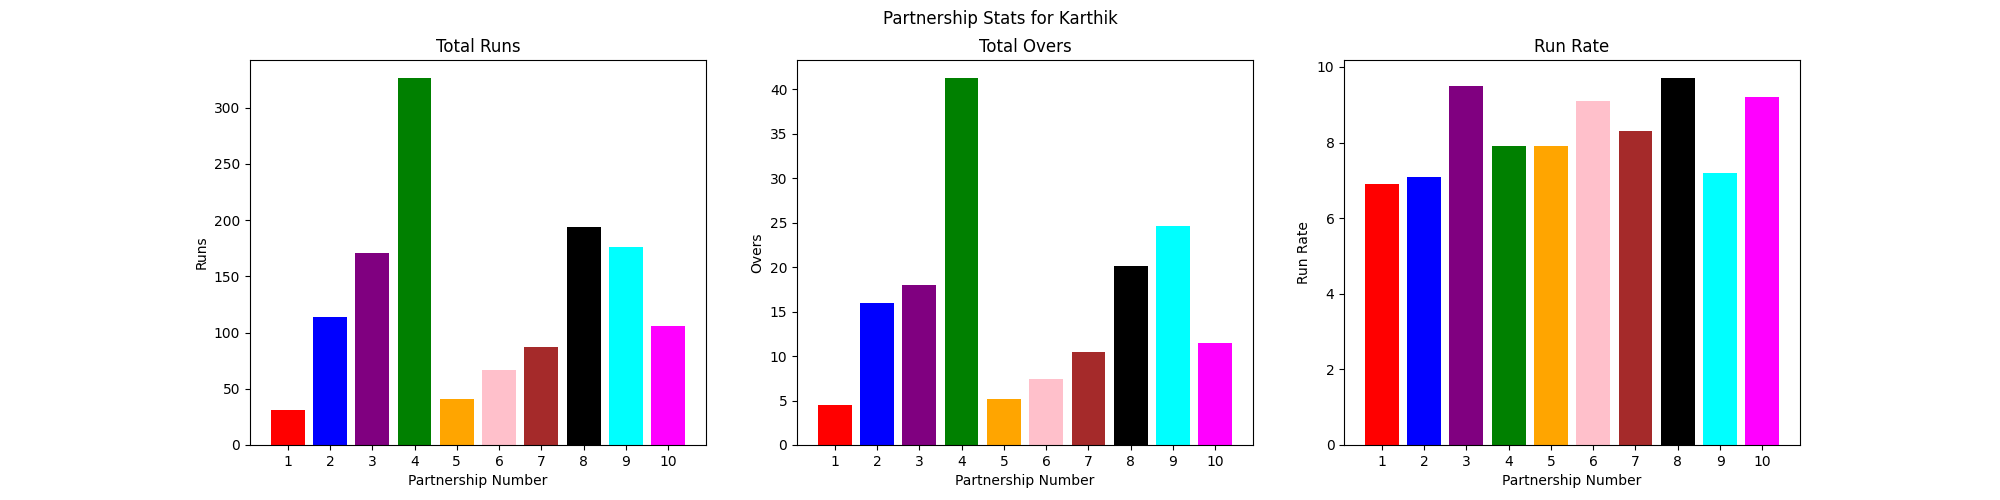 Partnership Stats for Karthik
Total Runs
Runs
300
250
200
150
100
50
0
1 2 3 4 5 6 7 8 9 10
Partnership Number
Total Overs
Overs
40
35
30
25
20
15
10
5
0
1 2 3 4 5 6 7 8 9 10
Partnership Number
Run Rate
Run Rate
10
8
6
4
2
0
1 2 3 4 5 6 7 8 9 10
Partnership Number